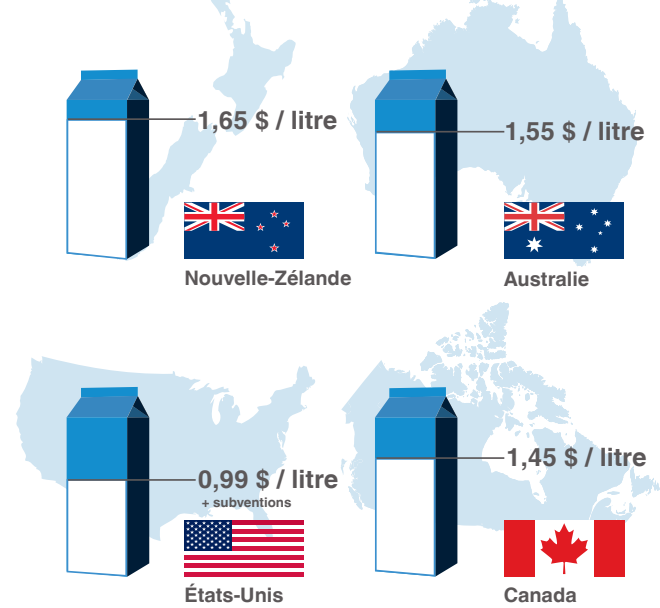 1,65 $ / litre
Nouvelle-Zélande
1,55 $ / litre
Australie
0,99 $ / litre
+ subventions
États-Unis
1,45 $ / litre
Canada